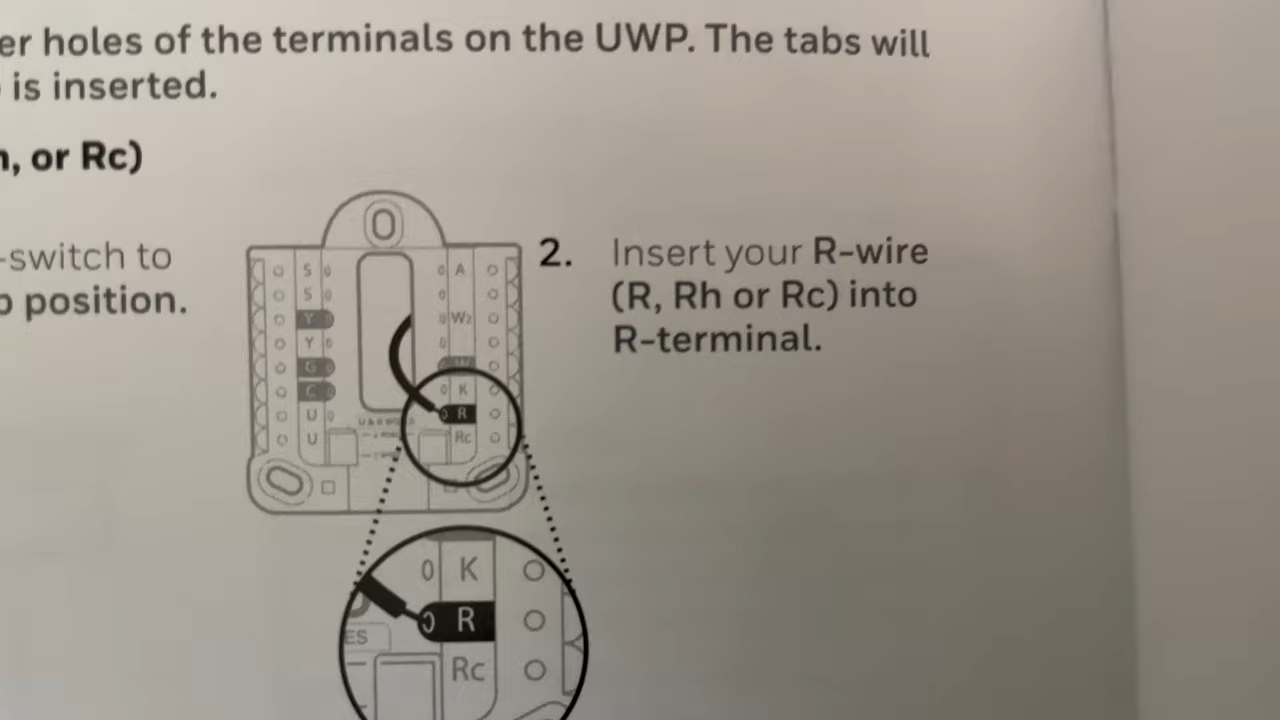 er holes of the terminals on the UWP. The tabs will
is inserted.
, or Rc)
-switch to
position.
2. Insert your R-wire
(R, Rh or Rc) into
R-terminal.
S A
S
Y W2
Y
G
C K
U R
U Rc
K
R
ES
Rc